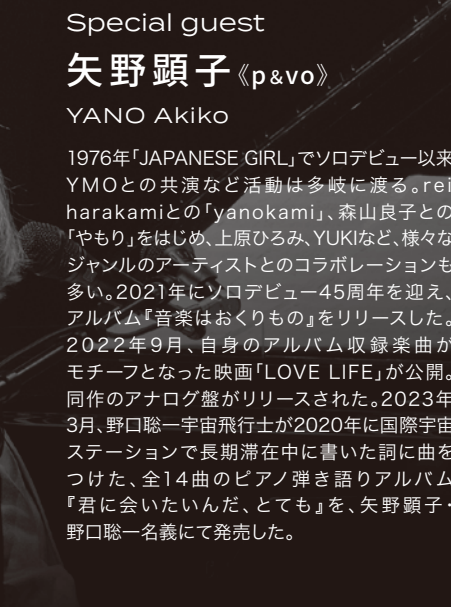 Special guest
矢野顕子《p&vo》
YANO Akiko
1976年「JAPANESE GIRL」でソロデビュー以来
YMOとの共演など活動は多岐に渡る。rei
harakamiとの「yanokami」、森山良子との
「やもり」をはじめ、上原ひろみ、YUKIなど、様々な
ジャンルのアーティストとのコラボレーションも
多い。2021年にソロデビュー45周年を迎え、
アルバム『音楽はおくりもの』をリリースした。
2022年9月、自身のアルバム収録楽曲が
モチーフとなった映画「LOVE LIFE」が公開。
同作のアナログ盤がリリースされた。2023年
3月、野口聡一宇宙飛行士が2020年に国際宇宙
ステーションで長期滞在中に書いた詞に曲を
つけた、全14曲のピアノ弾き語りアルバム
『君に会いたいんだ、とても』を、矢野顕子・
野口聡一名義にて発売した。